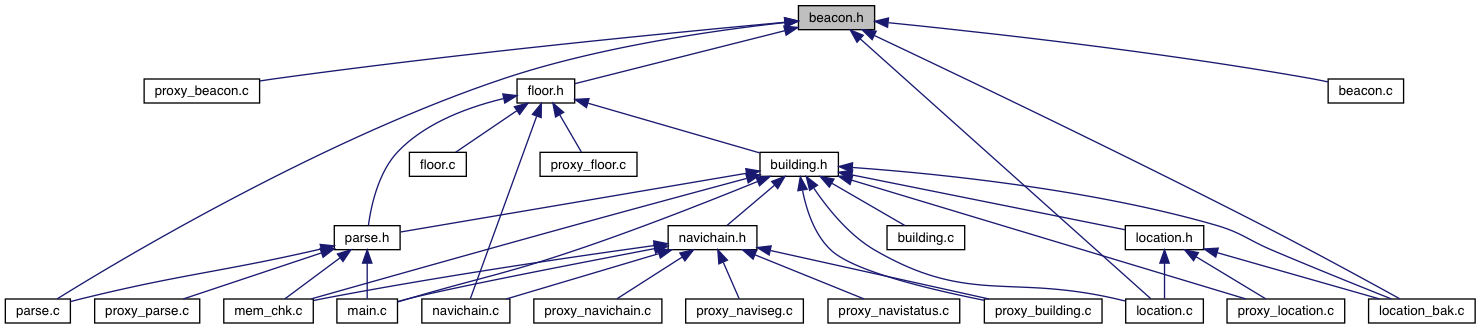 beacon.h
proxy_beacon.c
floor.h
beacon.c
floor.c
proxy_floor.c
building.h
parse.h
navichain.h
building.c
location.h
parse.c
proxy_parse.c
mem_chk.c
main.c
navichain.c
proxy_navichain.c
proxy_naviseg.c
proxy_navistatus.c
proxy_building.c
location.c
proxy_location.c
location_bak.c